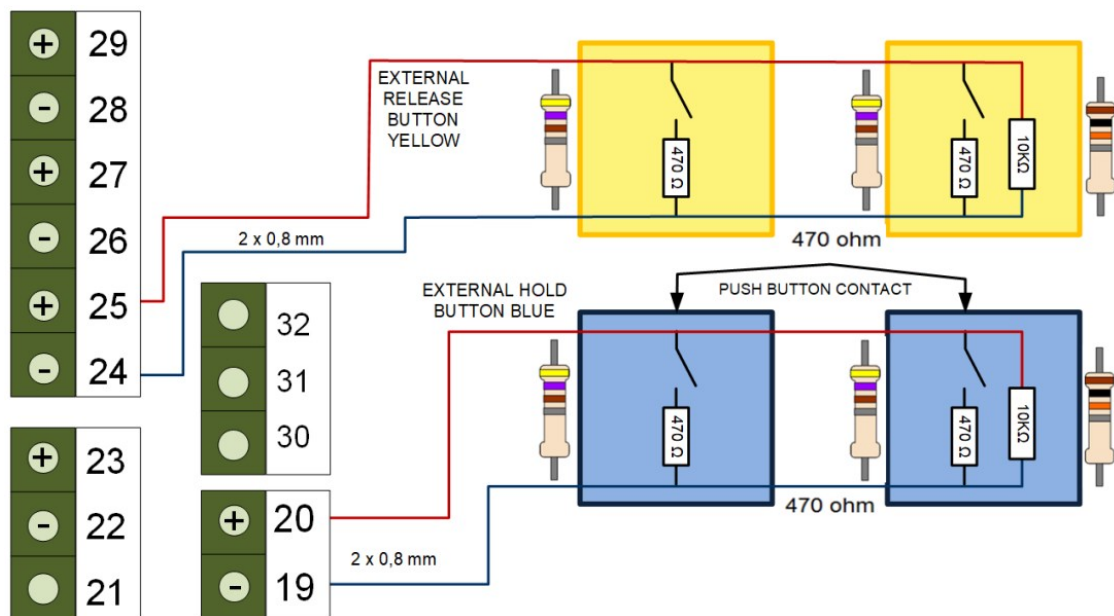 + 29
- 28
+ 27
- 26
+ 25
- 24
32
31
30
+ 23
- 22
21
+ 20
- 19
EXTERNAL
RELEASE
BUTTON
YELLOW
2 x 0,8 mm
470 Ω
470 Ω
10KΩ
470 ohm
EXTERNAL HOLD
BUTTON BLUE
PUSH BUTTON CONTACT
470 Ω
470 Ω
10KΩ
470 ohm
2 x 0,8 mm